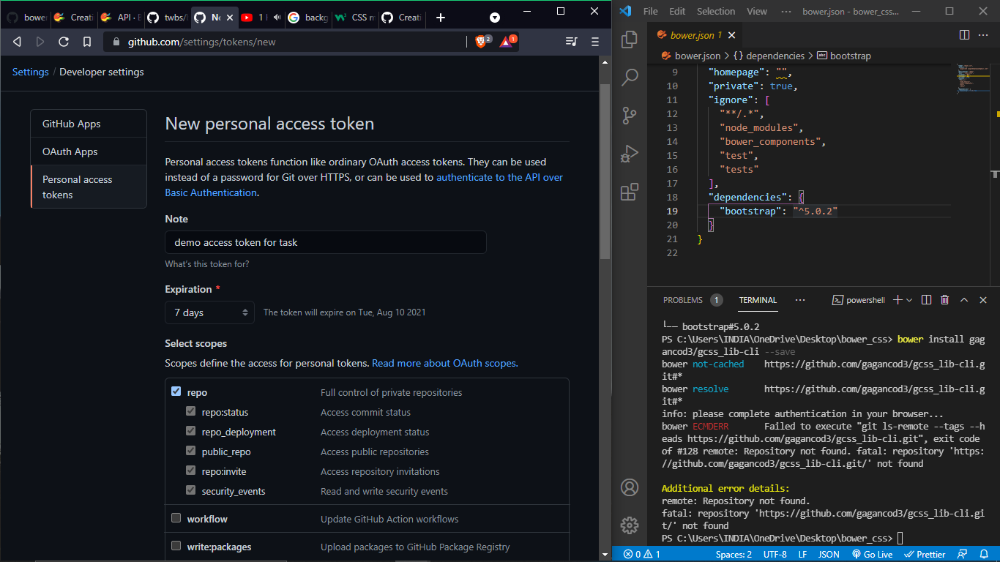 bower
Creati
API · B
twbs/
Ne
1
backg
CSS m
Creati
github.com/settings/tokens/new
2
1
Settings / Developer settings
GitHub Apps
OAuth Apps
Personal access
tokens
New personal access token
Personal access tokens function like ordinary OAuth access tokens. They can be used
instead of a password for Git over HTTPS, or can be used to authenticate to the API over
Basic Authentication.
Note
demo access token for task
What's this token for?
Expiration *
7 days
The token will expire on Tue, Aug 10 2021
Select scopes
Scopes define the access for personal tokens. Read more about OAuth scopes.
repo Full control of private repositories
repo:status Access commit status
repo_deployment Access deployment status
public_repo Access public repositories
repo:invite Access repository invitations
security_events Read and write security events
workflow Update GitHub Action workflows
write:packages Upload packages to GitHub Package Registry
File Edit Selection View ··· bower.json - bower_css...
bower.json 1
bower.json > {} dependencies > abc bootstrap
9 "homepage": "",
10 "private": true,
11 "ignore": [
12 "**/.*",
13 "node_modules",
14 "bower_components",
15 "test",
16 "tests"
17 ],
18 "dependencies": {
19 "bootstrap": "^5.0.2"
20 }
21 }
22
PROBLEMS 1 TERMINAL ··· powershell
└── bootstrap#5.0.2
PS C:\Users\INDIA\OneDrive\Desktop\bower_css> bower install gag
ancod3/gcss_lib-cli --save
bower not-cached https://github.com/gagancod3/gcss_lib-cli.g
it#*
bower resolve https://github.com/gagancod3/gcss_lib-cli.g
it#*
info: please complete authentication in your browser...
bower ECMDERR Failed to execute "git ls-remote --tags --h
eads https://github.com/gagancod3/gcss_lib-cli.git", exit code
of #128 remote: Repository not found. fatal: repository 'https:
//github.com/gagancod3/gcss_lib-cli.git/' not found
Additional error details:
remote: Repository not found.
fatal: repository 'https://github.com/gagancod3/gcss_lib-cli.gi
t/' not found
PS C:\Users\INDIA\OneDrive\Desktop\bower_css>
0 1 Spaces: 2 UTF-8 LF JSON Go Live Prettier